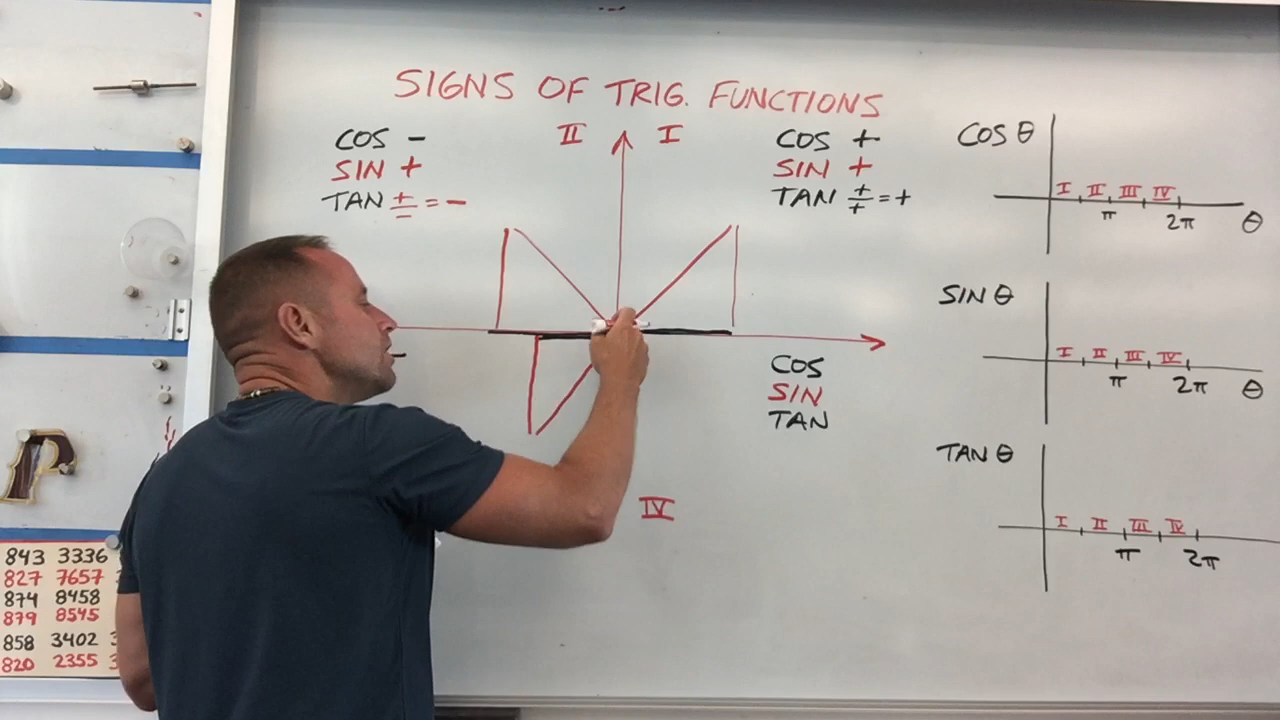 SIGNS OF TRIG. FUNCTIONS
COS -
SIN +
TAN +/- = -
II
I
COS +
SIN +
TAN +/+ = +
COS
SIN
TAN
IV
COS θ
I II III IV
π 2π θ
SIN θ
I II III IV
π 2π θ
TAN θ
I II III IV
π 2π
P
843 3336
827 7657
874 8458
879 8545
858 3402
820 2355